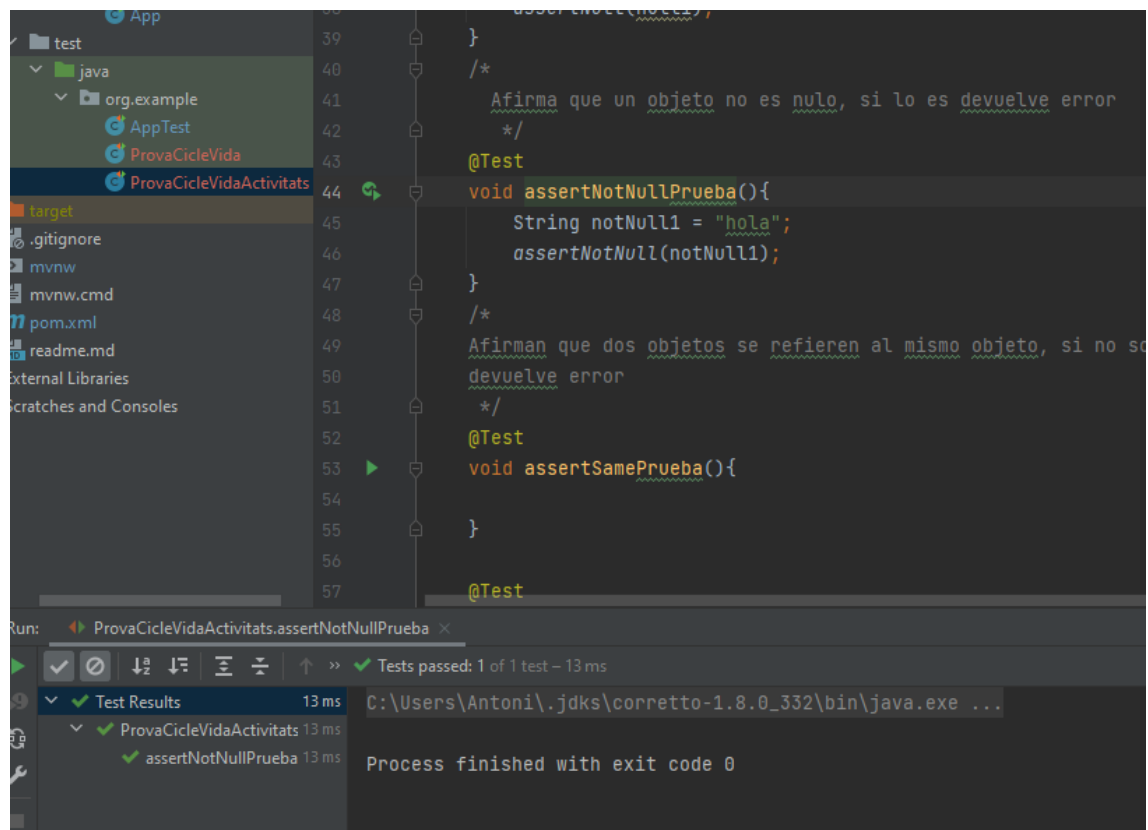 App
test
java
org.example
AppTest
ProvaCicleVida
ProvaCicleVidaActivitats
target
.gitignore
mvnw
mvnw.cmd
pom.xml
readme.md
External Libraries
Scratches and Consoles
assertNull(null1);
39 }
40 /*
41 Afirma que un objeto no es nulo, si lo es devuelve error
42 */
43 @Test
44 void assertNotNullPrueba(){
45 String notNull1 = "hola";
46 assertNotNull(notNull1);
47 }
48 /*
49 Afirman que dos objetos se refieren al mismo objeto, si no so
50 devuelve error
51 */
52 @Test
53 void assertSamePrueba(){
54
55 }
56
57 @Test
Run: ProvaCicleVidaActivitats.assertNotNullPrueba
Tests passed: 1 of 1 test – 13 ms
Test Results 13 ms
ProvaCicleVidaActivitats 13 ms
assertNotNullPrueba 13 ms
C:\Users\Antoni\.jdks\corretto-1.8.0_332\bin\java.exe ...
Process finished with exit code 0